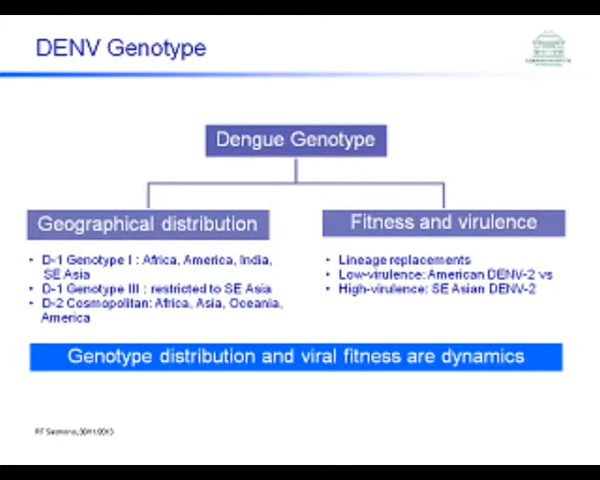 DENV Genotype
Dengue Genotype
Geographical distribution
• D-1 Genotype I : Africa, America, India,
SE Asia
• D-1 Genotype III : restricted to SE Asia
• D-2 Cosmopolitan: Africa, Asia, Oceania,
America
Fitness and virulence
• Lineage replacements
• Low-virulence: American DENV-2 vs
• High-virulence: SE Asian DENV-2
Genotype distribution and viral fitness are dynamics